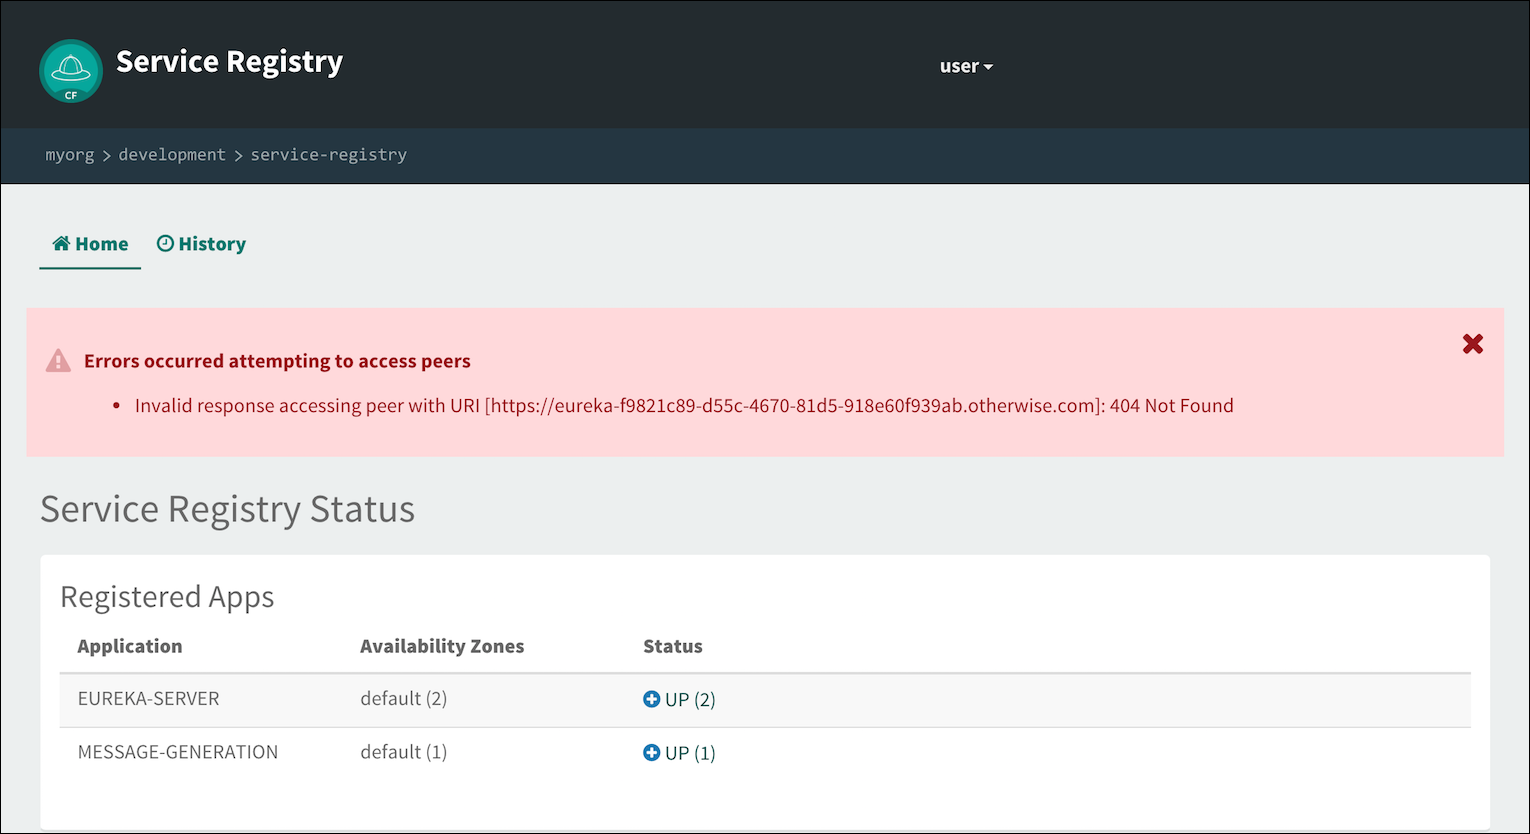 CF
Service Registry
user
myorg > development > service-registry
Home
History
Errors occurred attempting to access peers
• Invalid response accessing peer with URI [https://eureka-f9821c89-d55c-4670-81d5-918e60f939ab.otherwise.com]: 404 Not Found
Service Registry Status
Registered Apps
Application Availability Zones Status
EUREKA-SERVER default (2) UP (2)
MESSAGE-GENERATION default (1) UP (1)